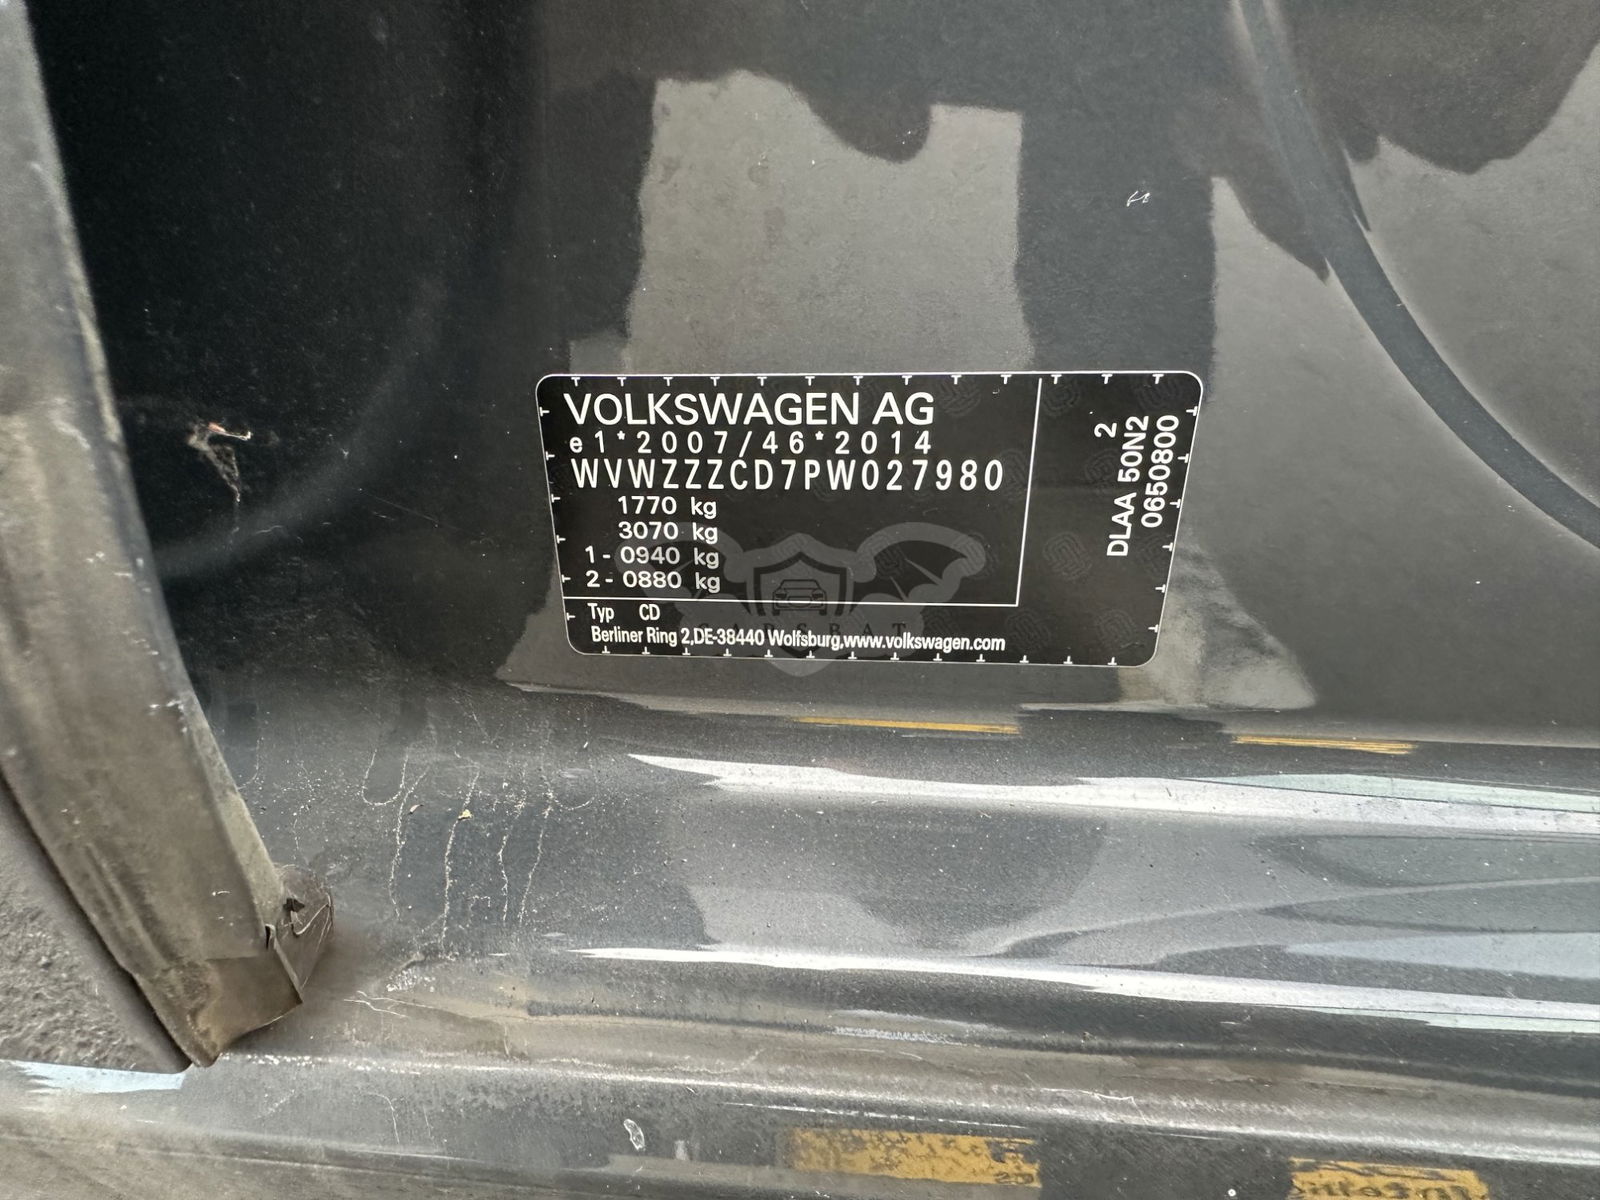 VOLKSWAGEN AG
e1*2007/46*2014
WVWZZZCD7PW027980
1770 kg
3070 kg
1- 0940 kg
2- 0880 kg
Typ CD
Berliner Ring 2,DE-38440 Wolfsburg,www.volkswagen.com
2
DLAA 50N2
0650800
CARSBAT